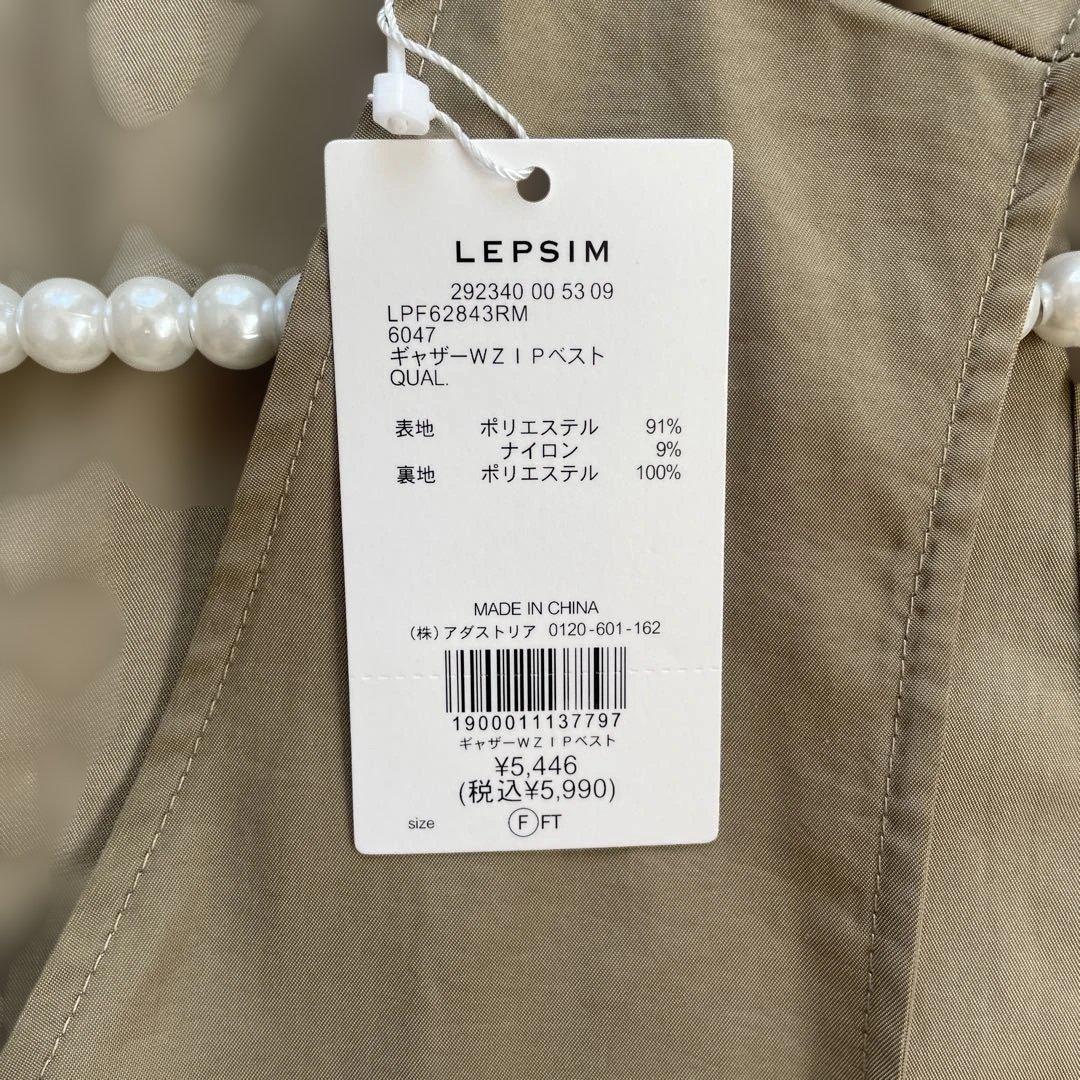 LEPSIM
292340 00 53 09
LPF62843RM
6047
ギャザーWZIPベスト
QUAL.
表地 ポリエステル 91%
ナイロン 9%
裏地 ポリエステル 100%
MADE IN CHINA
(株)アダストリア 0120-601-162
1900011137797
ギャザーWZIPベスト
¥5,446
(税込¥5,990)
size Ⓕ FT